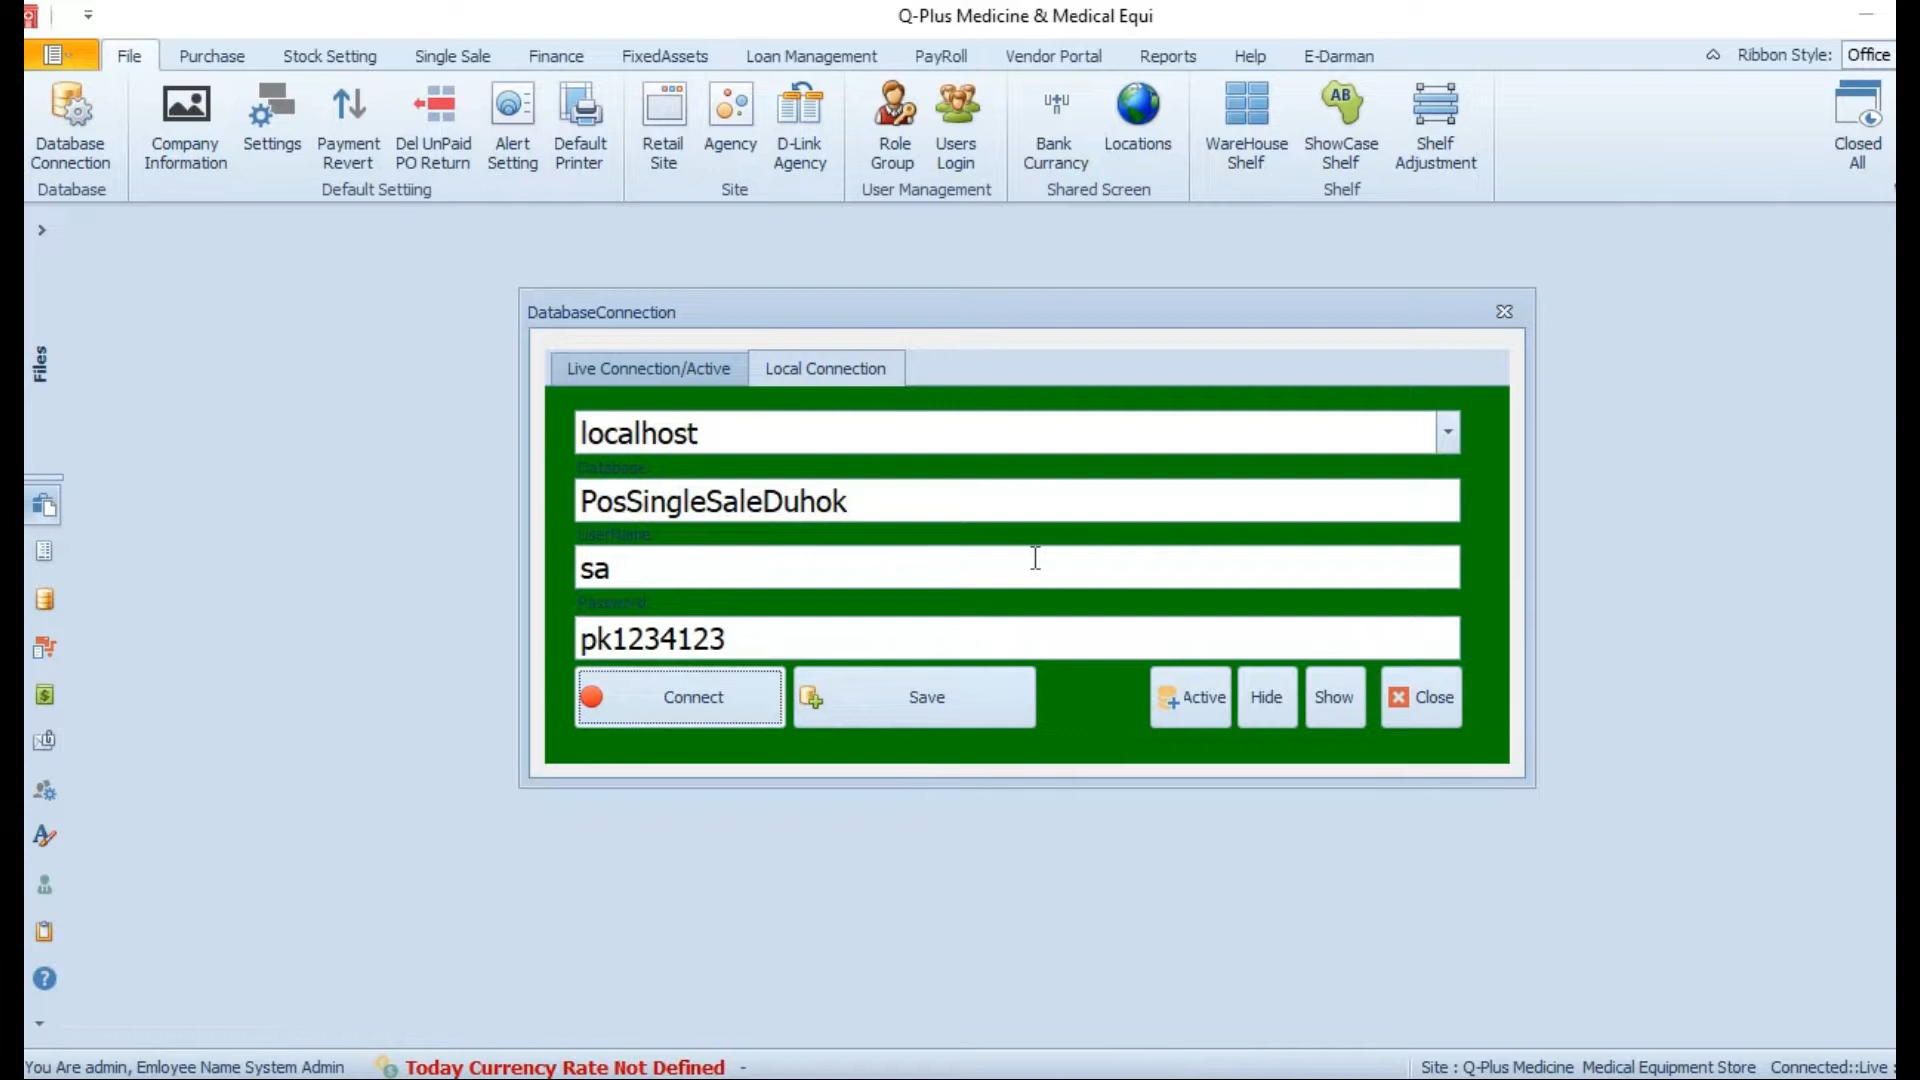 Q-Plus Medicine & Medical Equi
File Purchase Stock Setting Single Sale Finance FixedAssets Loan Management PayRoll Vendor Portal Reports Help E-Darman Ribbon Style: Office
Database Connection
Company Information
Settings
Payment Revert
Del UnPaid PO Return
Alert Setting
Default Printer
Retail Site
Agency
D-Link Agency
Role Group
Users Login
Bank Currency
Locations
WareHouse Shelf
ShowCase Shelf
AB
Shelf Adjustment
Closed All
Database Default Settiing Site User Management Shared Screen Shelf
Files
DatabaseConnection
Live Connection/Active Local Connection
localhost
Database:
PosSingleSaleDuhok
UserName:
sa
Password:
pk1234123
Connect Save Active Hide Show Close
You Are admin, Emloyee Name System Admin Today Currency Rate Not Defined - Site : Q-Plus Medicine Medical Equipment Store Connected::Live :